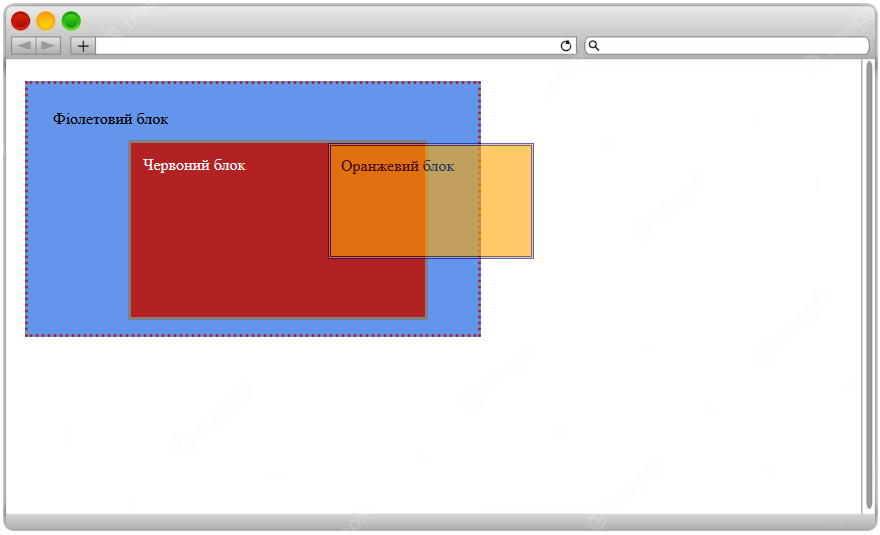 Фіолетовий блок
Червоний блок
Оранжевий блок